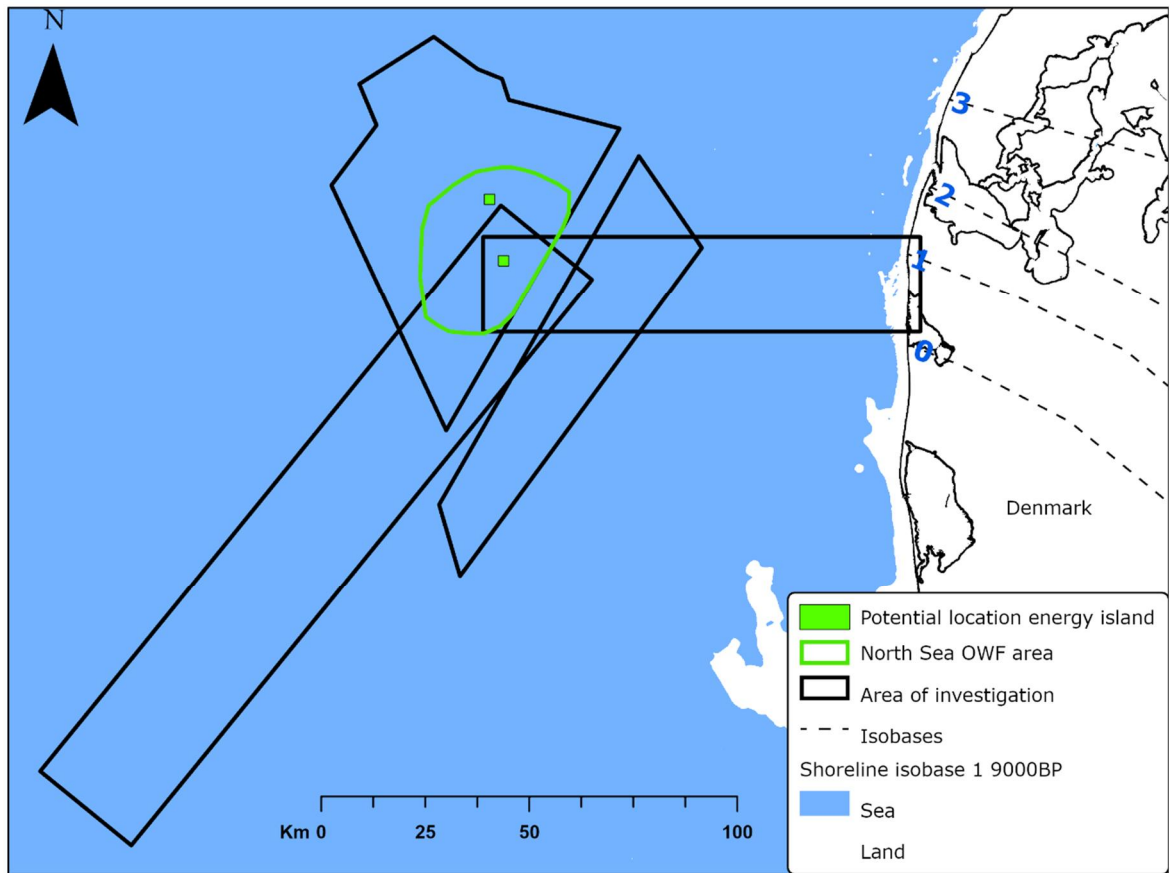 N
3
2
1
0
Denmark
Km 0 25 50 100
Potential location energy island
North Sea OWF area
Area of investigation
Isobases
Shoreline isobase 1 9000BP
Sea
Land